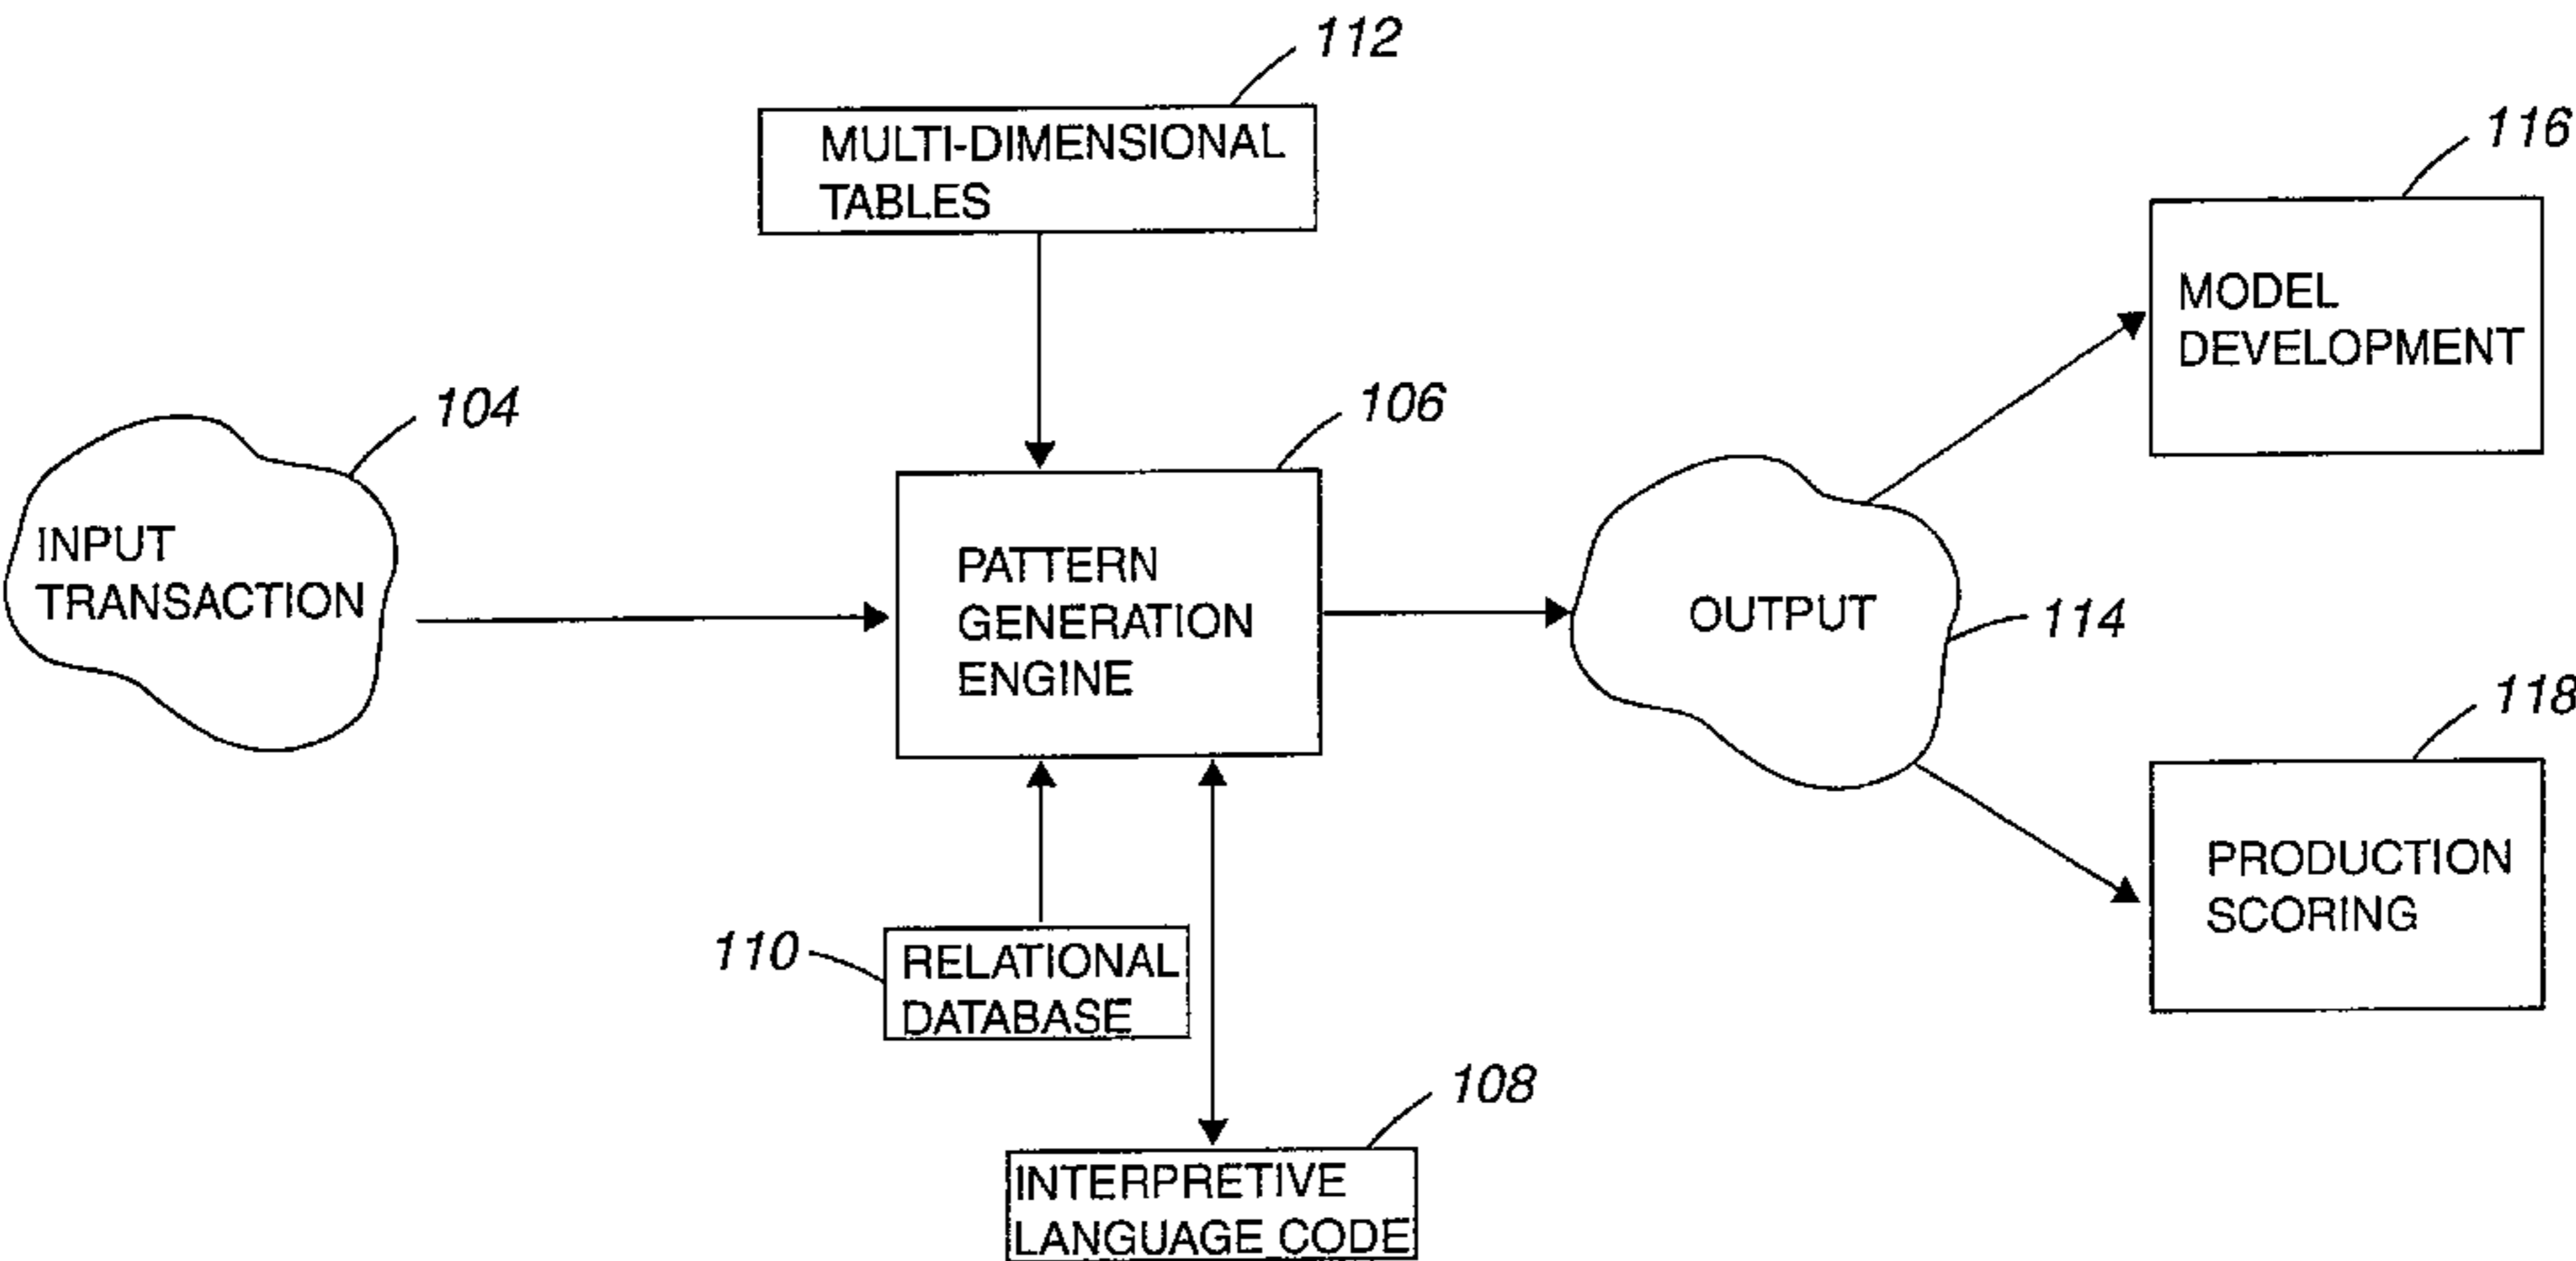 112
MULTI-DIMENSIONAL
TABLES
116
MODEL
DEVELOPMENT
104
INPUT
TRANSACTION
106
PATTERN
GENERATION
ENGINE
OUTPUT
114
118
PRODUCTION
SCORING
110
RELATIONAL
DATABASE
108
INTERPRETIVE
LANGUAGE CODE